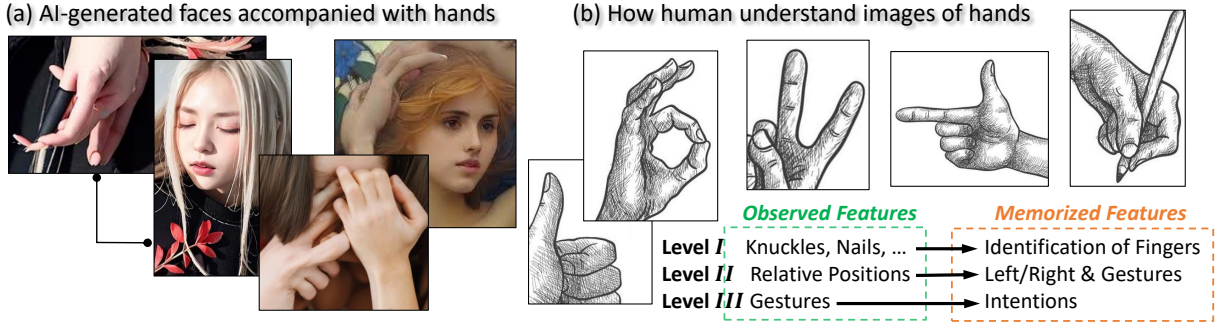 (a) AI-generated faces accompanied with hands
(b) How human understand images of hands
Observed Features
Memorized Features
Level I Knuckles, Nails, ... Identification of Fingers
Level II Relative Positions Left/Right & Gestures
Level III Gestures Intentions